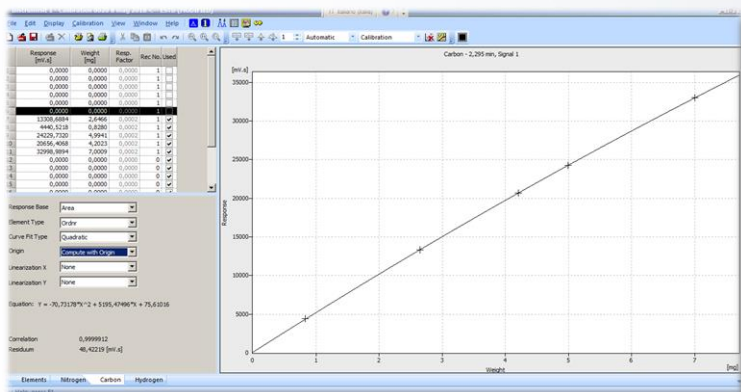 File Edit Display Calibration View Window Help
1 Automatic Calibration
Response [mV.s] Weight [mg] Resp. Factor Rec No. Used
0,0000 0,0000 0,0000 1
0,0000 0,0000 0,0000 1
0,0000 0,0000 0,0000 1
0,0000 0,0000 0,0000 1
0,0000 0,0000 0,0000 1
0,0000 0,0000 0,0000 1
13308,6884 2,6466 0,0002 1
4440,5218 0,8280 0,0002 1
24229,7320 4,9941 0,0002 1
20656,4068 4,2023 0,0002 1
32998,9894 7,0009 0,0002 1
0,0000 0,0000 0,0000 0
0,0000 0,0000 0,0000 0
0,0000 0,0000 0,0000 0
0,0000 0,0000 0,0000 0
Response Base Area
Element Type Ordnr
Curve Fit Type Quadratic
Origin Compute with Origin
Linearization X None
Linearization Y None
Equation: Y = -70,73178*X^2 + 5195,47496*X + 75,61016
Correlation 0,9999912
Residuum 48,42219 [mV.s]
Carbon - 2,295 min, Signal 1
[mV.s]
35000
30000
25000
20000
15000
10000
5000
0
Response
0 1 2 3 4 5 6 7 [mg]
Weight
Elements Nitrogen Carbon Hydrogen